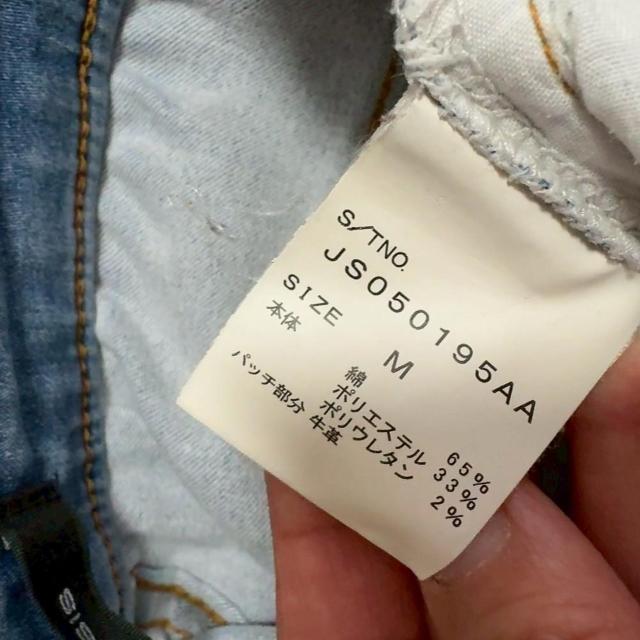 S/TNO.
JS050195AA
SIZE M
本体
綿 65%
ポリエステル 33%
ポリウレタン 2%
パッチ部分 牛革
SIS